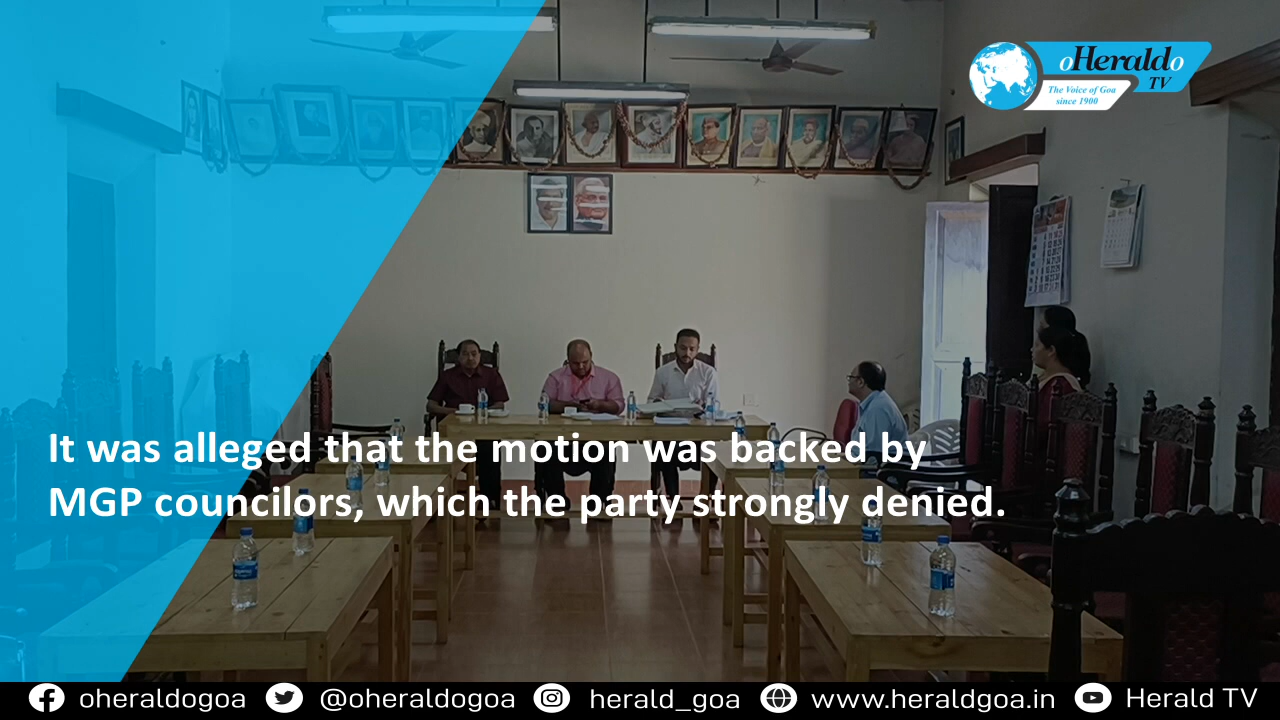 oHeraldo
TV
The Voice of Goa
since 1900
It was alleged that the motion was backed by
MGP councilors, which the party strongly denied.
oheraldogoa @oheraldogoa herald_goa www.heraldgoa.in Herald TV